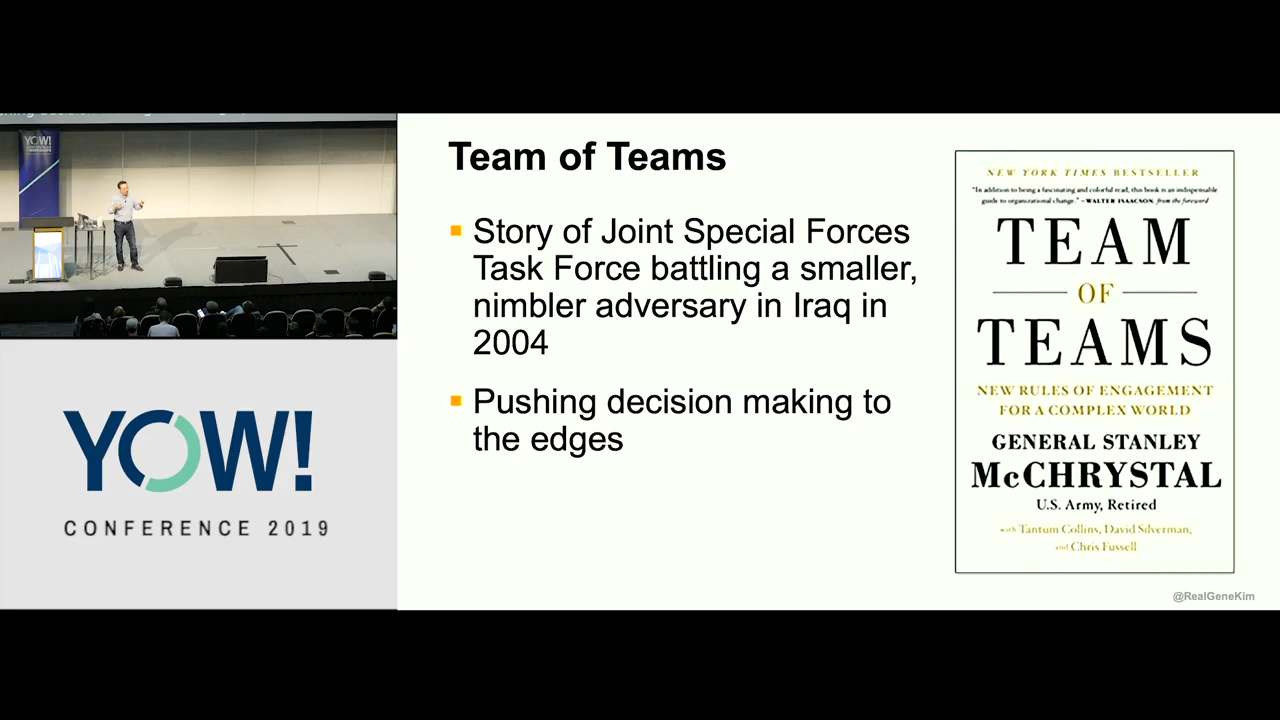 YOW!
YOW!
CONFERENCE 2019
Team of Teams
▪ Story of Joint Special Forces
Task Force battling a smaller,
nimbler adversary in Iraq in
2004
▪ Pushing decision making to
the edges
NEW YORK TIMES BESTSELLER
"In addition to being a fascinating and colorful read, this book is an indispensable
guide to organizational change." – WALTER ISAACSON, from the foreword
TEAM
OF
TEAMS
NEW RULES OF ENGAGEMENT
FOR A COMPLEX WORLD
GENERAL STANLEY
McCHRYSTAL
U.S. Army, Retired
with Tantum Collins, David Silverman,
and Chris Fussell
@RealGeneKim